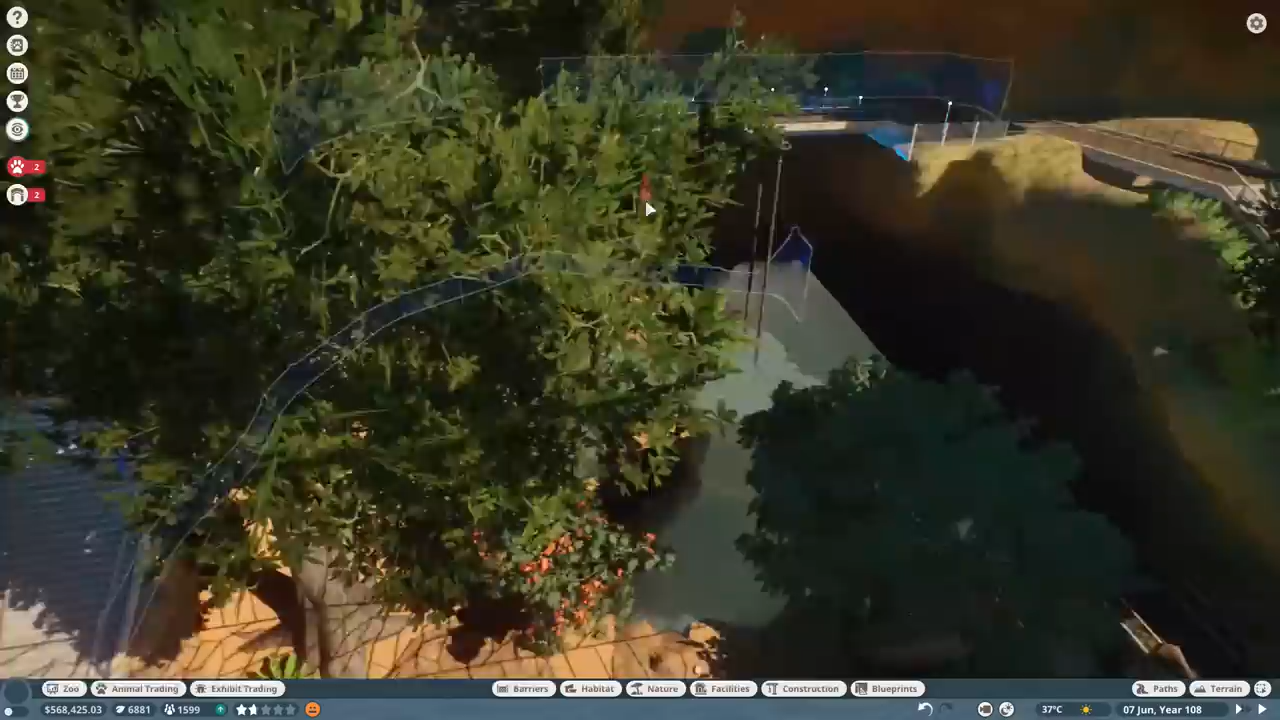 2
2
Zoo Animal Trading Exhibit Trading Barriers Habitat Nature Facilities Construction Blueprints Paths Terrain
$568,425.03 6881 1599 37°C 07 Jun, Year 108